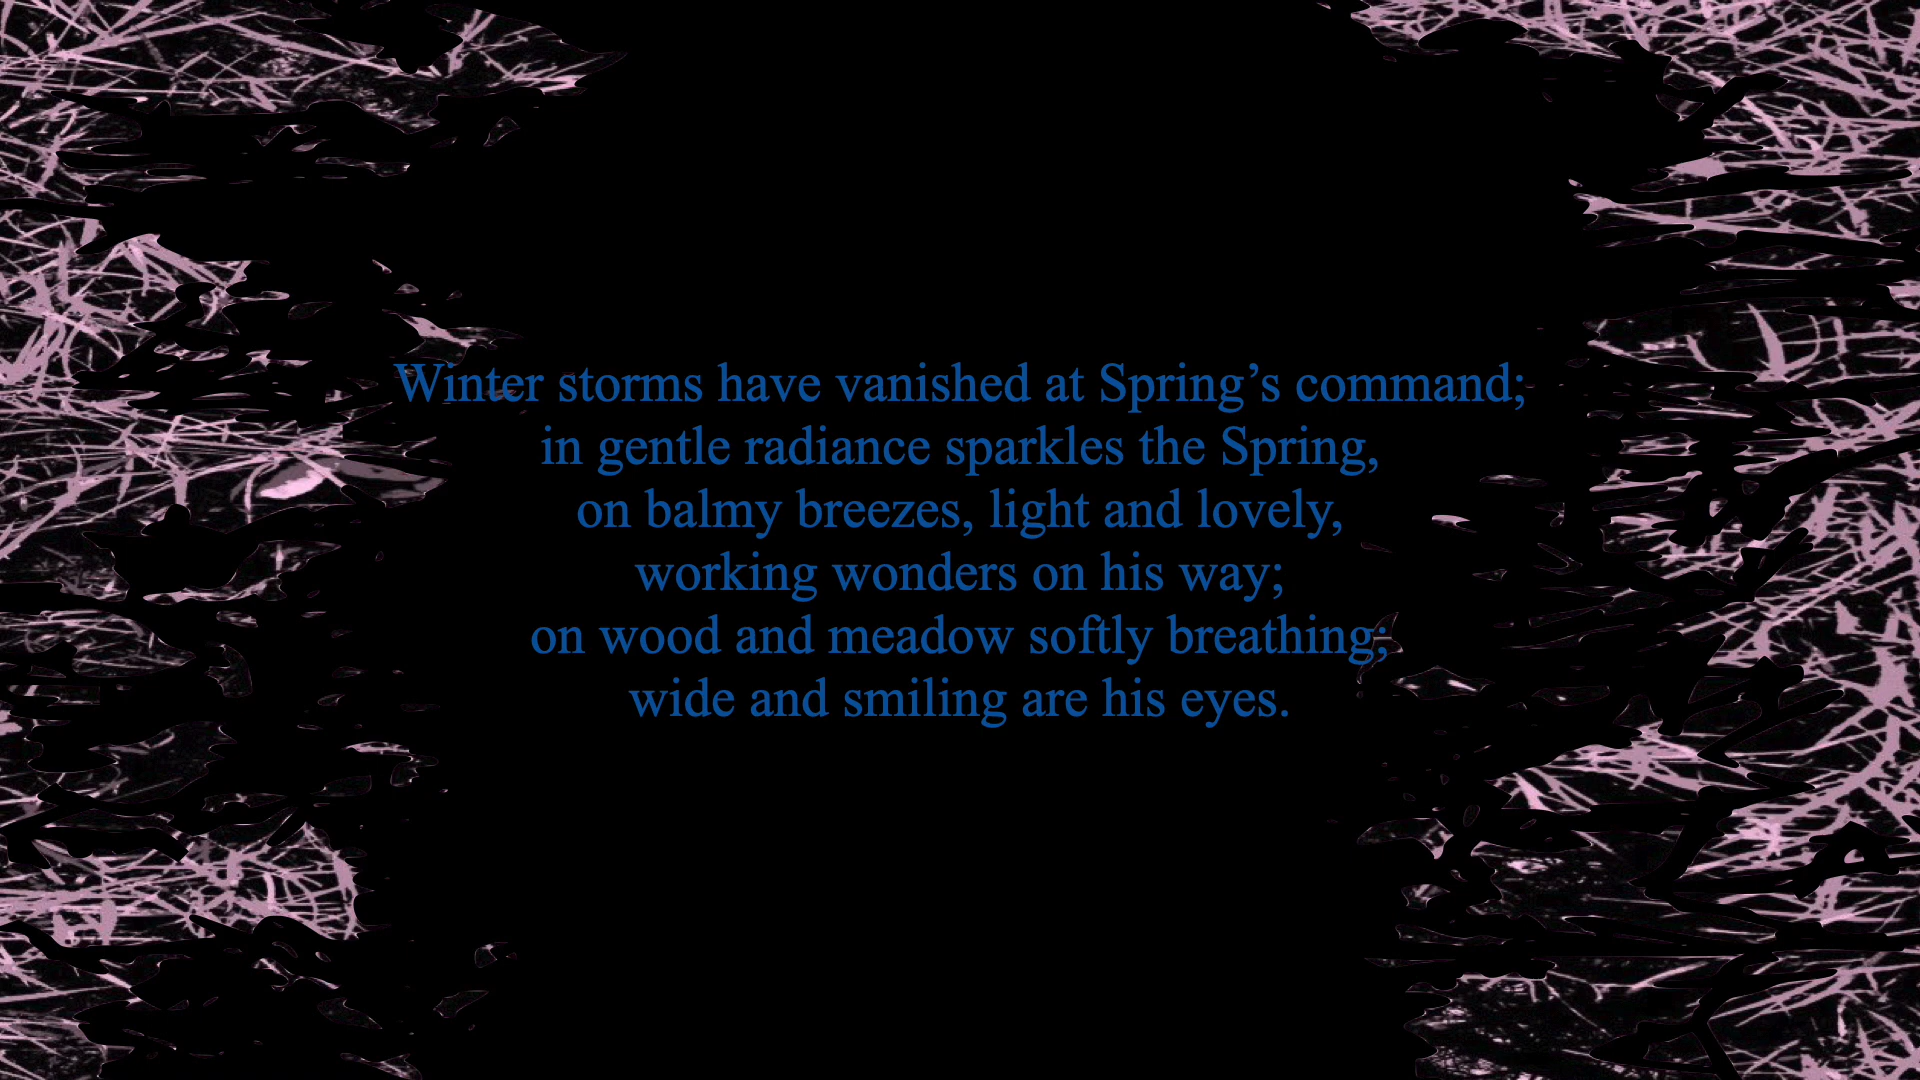 Winter storms have vanished at Spring’s command;
in gentle radiance sparkles the Spring,
on balmy breezes, light and lovely,
working wonders on his way;
on wood and meadow softly breathing;
wide and smiling are his eyes.